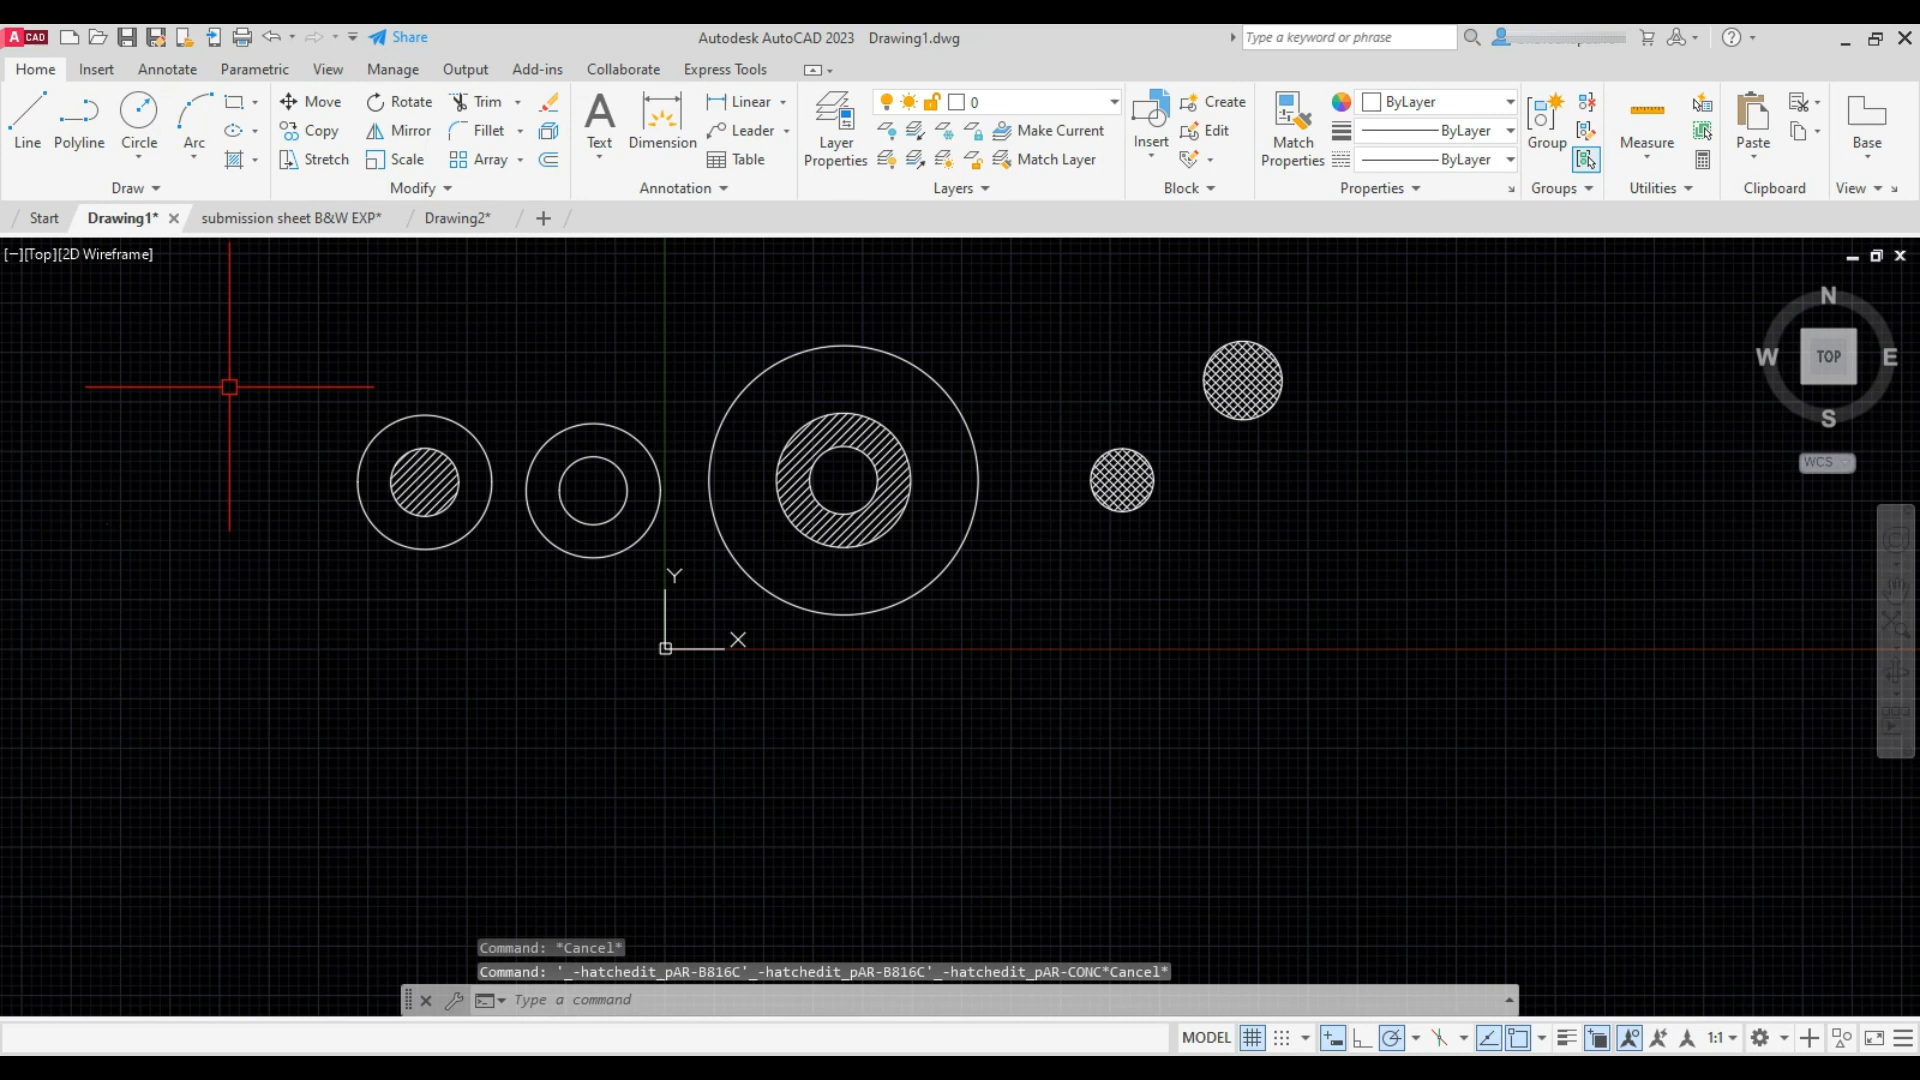 A CAD Share Autodesk AutoCAD 2023 Drawing1.dwg Type a keyword or phrase
Home Insert Annotate Parametric View Manage Output Add-ins Collaborate Express Tools
Line Polyline Circle Arc
Move Rotate Trim
Copy Mirror Fillet
Stretch Scale Array
Text Dimension
Linear
Leader
Table
Layer Properties
0
Make Current
Match Layer
Insert
Create
Edit
Match Properties
ByLayer
ByLayer
ByLayer
Group
Measure
Paste
Base
Draw Modify Annotation Layers Block Properties Groups Utilities Clipboard View
Start Drawing1* submission sheet B&W EXP* Drawing2*
[−][Top][2D Wireframe]
N
W TOP E
S
WCS
Y
X
Command: *Cancel*
Command: '_-hatchedit_pAR-B816C'_-hatchedit_pAR-B816C'_-hatchedit_pAR-CONC*Cancel*
Type a command
MODEL 1:1